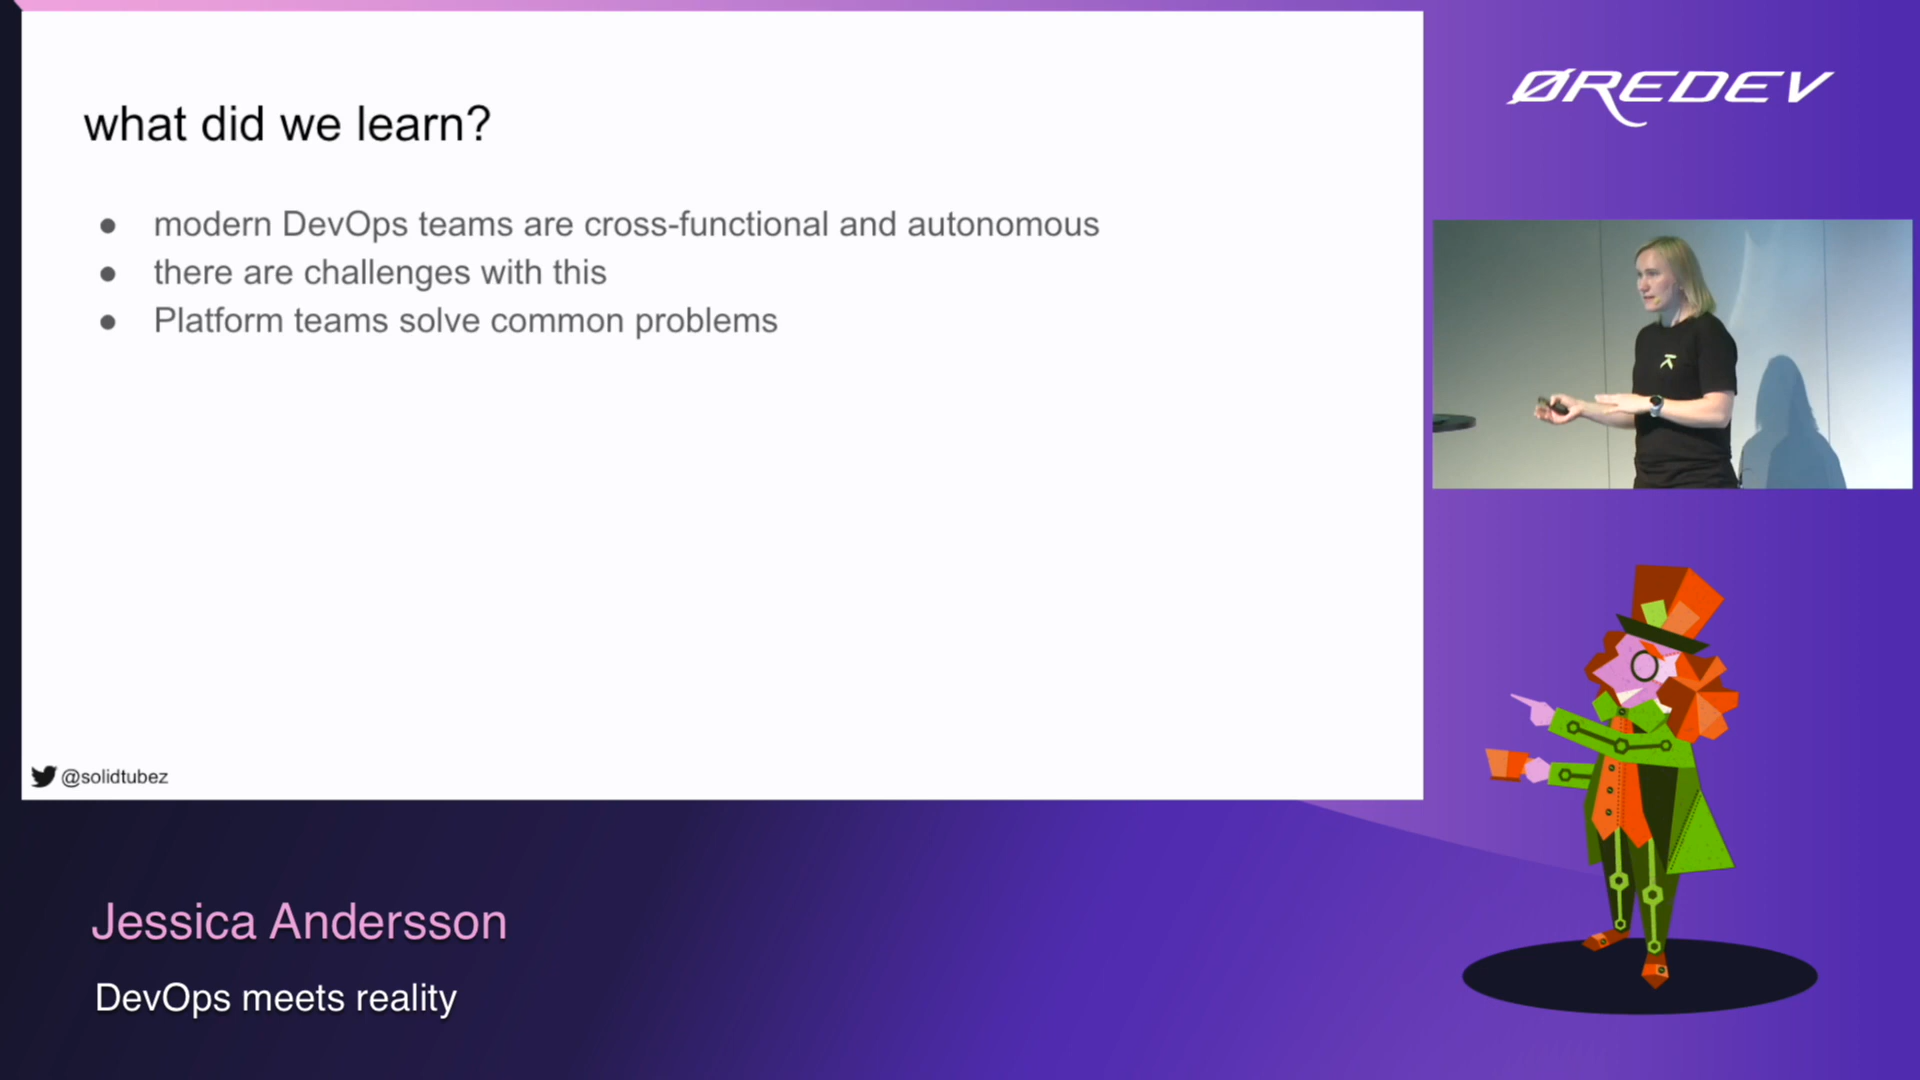 what did we learn?
● modern DevOps teams are cross-functional and autonomous
● there are challenges with this
● Platform teams solve common problems
@solidtubez
ØREDEV
Jessica Andersson
DevOps meets reality